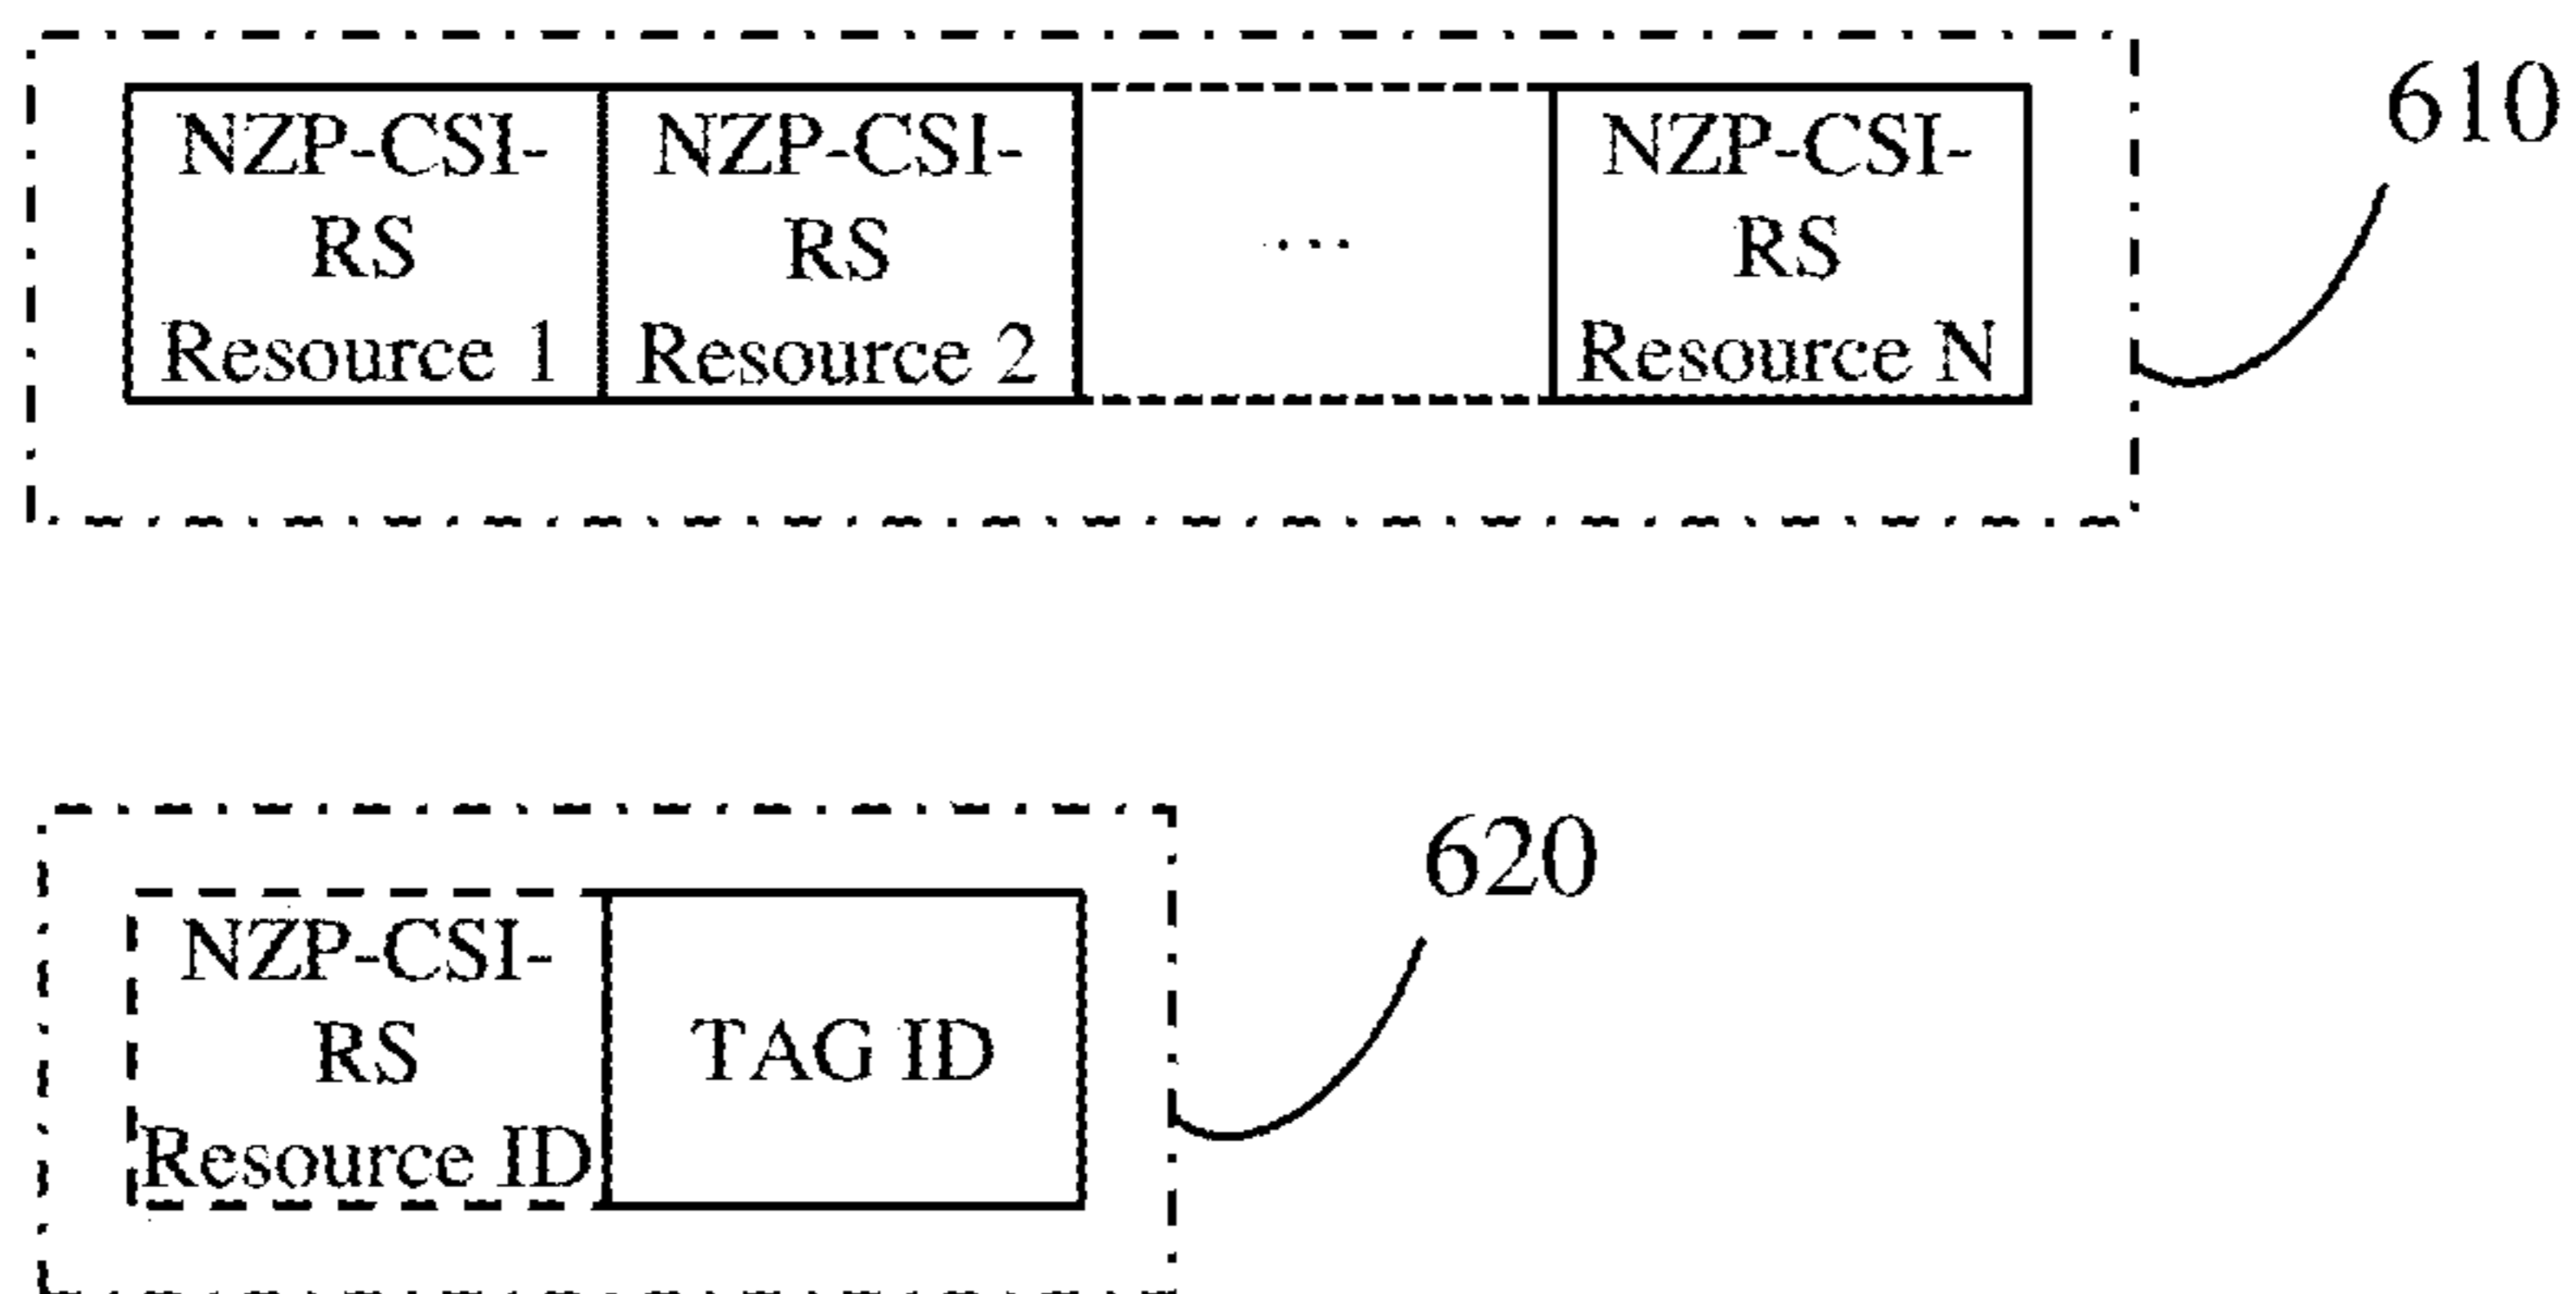 NZP-CSI-
RS
Resource 1
NZP-CSI-
RS
Resource 2
...
NZP-CSI-
RS
Resource N
610
NZP-CSI-
RS
Resource ID
TAG ID
620